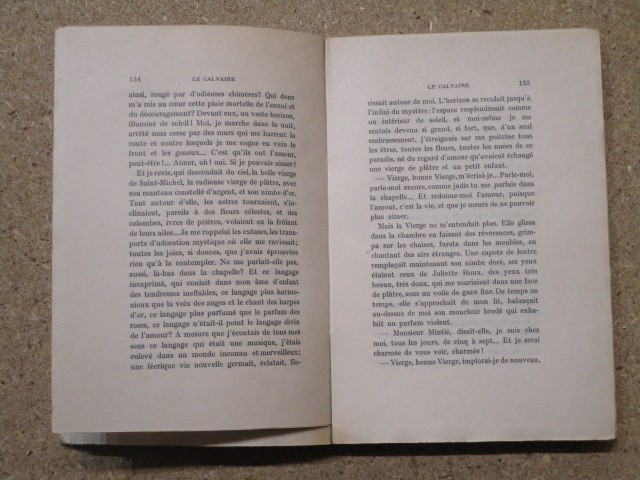 134
LE CALVAIRE
ainsi, rongé par d'odieuses chimères? Qui donc
m'a mis au cœur cette plaie mortelle de l'ennui et
du découragement? Devant eux, un vaste horizon,
illuminé de soleil! Moi, je marche dans la nuit,
arrêté sans cesse par des murs qui me barrent la
route et contre lesquels je me cogne en vain le
front et les genoux... C'est qu'ils ont l'amour,
peut-être!... Aimer, ah! oui. Si je pouvais aimer!
Et je revis, qui descendait du ciel, la belle vierge
de Saint-Michel, la radieuse vierge de plâtre, avec
son manteau constellé d'argent, et son nimbe d'or.
Tout autour d'elle, les astres tournaient, s'in-
clinaient, pareils à des fleurs célestes, et des
colombes, ivres de prières, volaient en la frôlant
de leurs ailes...Je me rappelai les extases, les trans-
ports d'adoration mystique où elle me ravissait;
toutes les joies, si douces, que j'avais éprouvées
rien qu'à la contempler. Ne me parlait-elle pas,
aussi, là-bas dans la chapelle? Et ce langage
inexprimé, qui coulait dans mon âme d'enfant
des tendresses ineffables, ce langage plus harmo-
nieux que la voix des anges et le chant des harpes
d'or, ce langage plus parfumé que le parfum des
roses, ce langage n'était-il point le langage divin
de l'amour? A mesure que j'écoutais de tous mes
sens ce langage qui était une musique, j'étais
enlevé dans un monde inconnu et merveilleux;
une féerique vie nouvelle germait, éclatait, flo-
LE CALVAIRE
135
rissait autour de moi. L'horizon se reculait jusqu'à
l'infini du mystère: l'espace resplendissait comme
un intérieur de soleil, et moi-même je me
sentais devenu si grand, si fort, que, d'un seul
embrassement, j'étreignais sur ma poitrine tous
les êtres, toutes les fleurs, toutes les nuées de ce
paradis, né du regard d'amour qu'avaient échangé
une vierge de plâtre et un petit enfant.
— Vierge, bonne Vierge, m'écriai-je... Parle-moi,
parle-moi encore, comme jadis tu me parlais dans
la chapelle... Et redonne-moi l'amour, puisque
l'amour, c'est la vie, et que je meurs de ne pouvoir
plus aimer.
Mais la Vierge ne m'entendait plus. Elle glissa
dans la chambre en faisant des révérences, grimpa
sur les chaises, fureta dans les meubles, en
chantant des airs étranges. Une capote de loutre
remplaçait maintenant son nimbe doré, ses yeux
étaient ceux de Juliette Roux, des yeux très
beaux, très doux, qui me souriaient dans une face
de plâtre, sous un voile de gaze fine. De temps en
temps, elle s'approchait de mon lit, balançait
au-dessus de moi son mouchoir brodé qui exha-
lait un parfum violent.
— Monsieur Mintié, disait-elle, je suis chez
moi, tous les jours, de cinq à sept... Et je serai
charmée de vous voir, charmée!
— Vierge, bonne Vierge, implorai-je de nouveau,